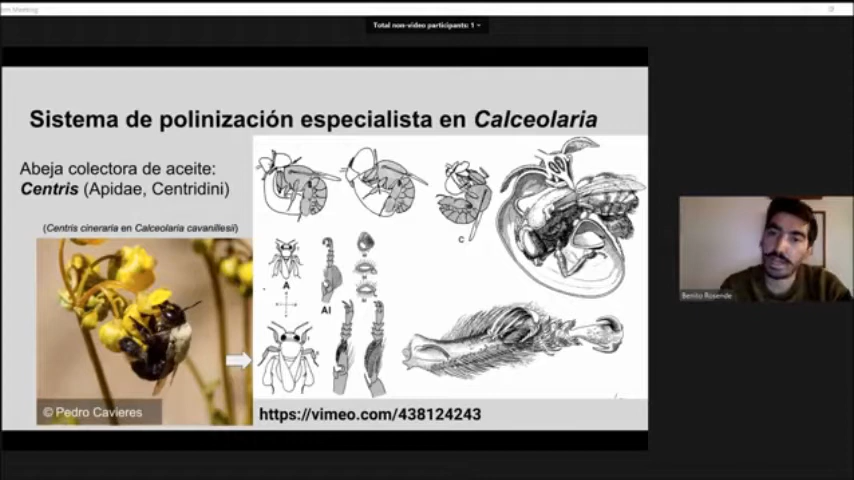 Total non-video participants: 1
Sistema de polinización especialista en Calceolaria
Abeja colectora de aceite:
Centris (Apidae, Centridini)
(Centris cineraria en Calceolaria cavanillesii)
C
A
AI
© Pedro Cavieres
https://vimeo.com/438124243
Benito Rosende